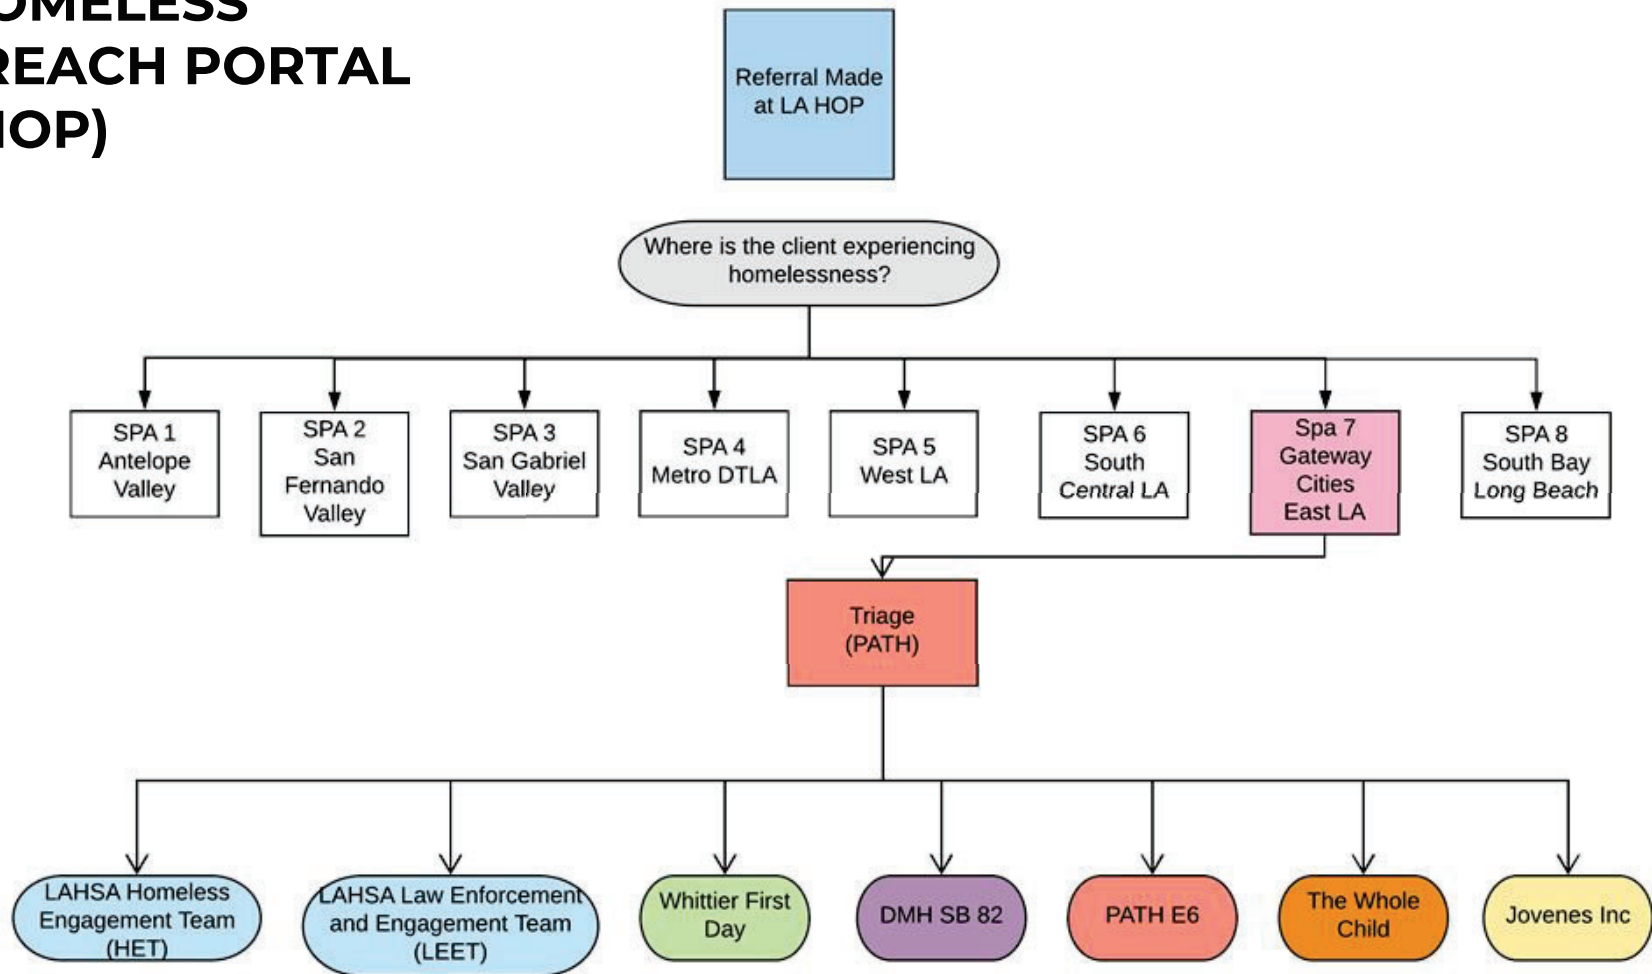 OMELESS
REACH PORTAL
HOP)
Referral Made
at LA HOP
Where is the client experiencing
homelessness?
SPA 1
Antelope
Valley
SPA 2
San
Fernando
Valley
SPA 3
San Gabriel
Valley
SPA 4
Metro DTLA
SPA 5
West LA
SPA 6
South
Central LA
Spa 7
Gateway
Cities
East LA
SPA 8
South Bay
Long Beach
Triage
(PATH)
LAHSA Homeless
Engagement Team
(HET)
LAHSA Law Enforcement
and Engagement Team
(LEET)
Whittier First
Day
DMH SB 82
PATH E6
The Whole
Child
Jovenes Inc